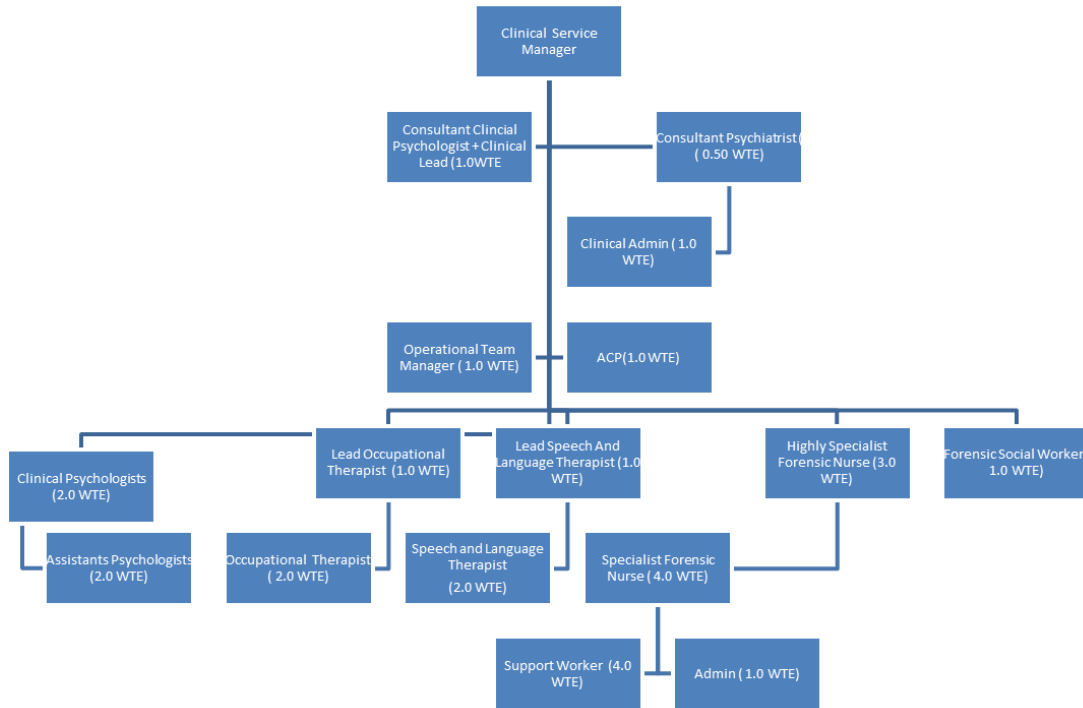 Clinical Service
Manager
Consultant Clincial
Psychologist + Clinical
Lead (1.0WTE
Consultant Psychiatrist (
( 0.50 WTE)
Clinical Admin ( 1.0
WTE)
Operational Team
Manager ( 1.0 WTE)
ACP(1.0 WTE)
Clinical Psychologists
(2.0 WTE)
Lead Occupational
Therapist (1.0 WTE)
Lead Speech And
Language Therapist (1.0
WTE)
Highly Specialist
Forensic Nurse (3.0
WTE)
Forensic Social Worker
1.0 WTE)
Assistants Psychologists
(2.0 WTE)
Occupational Therapist
( 2.0 WTE)
Speech and Language
Therapist
(2.0 WTE)
Specialist Forensic
Nurse ( 4.0 WTE)
Support Worker (4.0
WTE)
Admin ( 1.0 WTE)